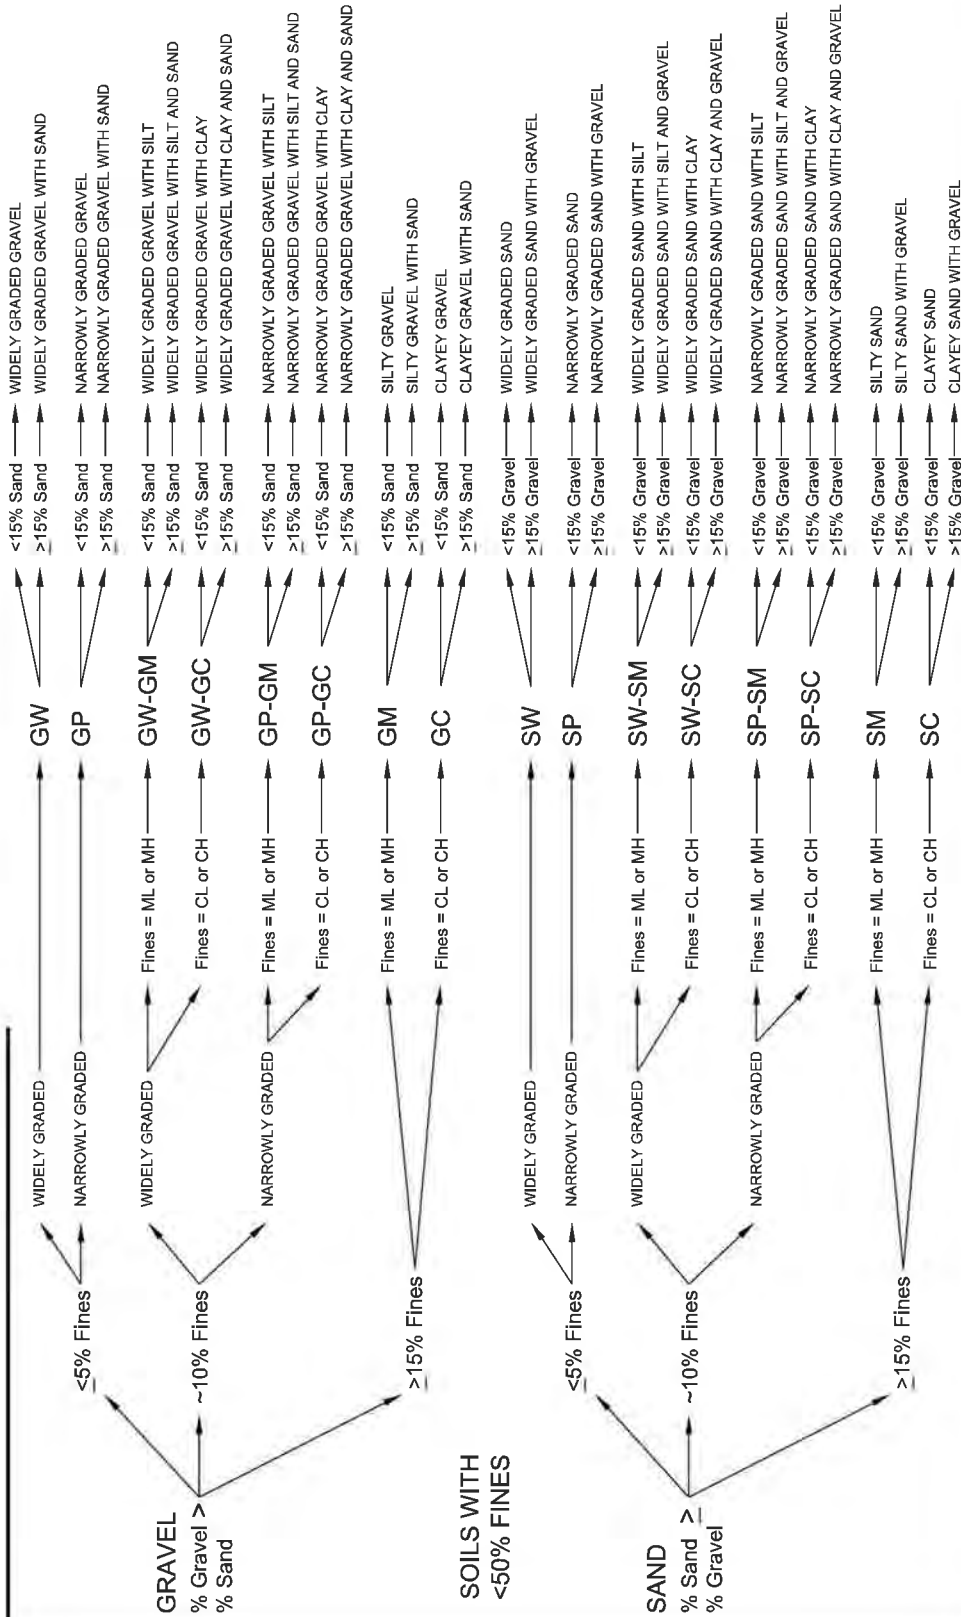 GRAVEL
% Gravel >
% Sand
≤5% Fines
WIDELY GRADED
GW
<15% Sand
WIDELY GRADED GRAVEL
≥15% Sand
WIDELY GRADED GRAVEL WITH SAND
NARROWLY GRADED
GP
<15% Sand
NARROWLY GRADED GRAVEL
≥15% Sand
NARROWLY GRADED GRAVEL WITH SAND
~10% Fines
WIDELY GRADED
Fines = ML or MH
GW-GM
<15% Sand
WIDELY GRADED GRAVEL WITH SILT
≥15% Sand
WIDELY GRADED GRAVEL WITH SILT AND SAND
Fines = CL or CH
GW-GC
<15% Sand
WIDELY GRADED GRAVEL WITH CLAY
≥15% Sand
WIDELY GRADED GRAVEL WITH CLAY AND SAND
NARROWLY GRADED
Fines = ML or MH
GP-GM
<15% Sand
NARROWLY GRADED GRAVEL WITH SILT
≥15% Sand
NARROWLY GRADED GRAVEL WITH SILT AND SAND
Fines = CL or CH
GP-GC
<15% Sand
NARROWLY GRADED GRAVEL WITH CLAY
≥15% Sand
NARROWLY GRADED GRAVEL WITH CLAY AND SAND
≥15% Fines
Fines = ML or MH
GM
<15% Sand
SILTY GRAVEL
≥15% Sand
SILTY GRAVEL WITH SAND
Fines = CL or CH
GC
<15% Sand
CLAYEY GRAVEL
≥15% Sand
CLAYEY GRAVEL WITH SAND
SOILS WITH
<50% FINES
SAND
% Sand ≥
% Gravel
≤5% Fines
WIDELY GRADED
SW
<15% Gravel
WIDELY GRADED SAND
≥15% Gravel
WIDELY GRADED SAND WITH GRAVEL
NARROWLY GRADED
SP
<15% Gravel
NARROWLY GRADED SAND
≥15% Gravel
NARROWLY GRADED SAND WITH GRAVEL
~10% Fines
WIDELY GRADED
Fines = ML or MH
SW-SM
<15% Gravel
WIDELY GRADED SAND WITH SILT
≥15% Gravel
WIDELY GRADED SAND WITH SILT AND GRAVEL
Fines = CL or CH
SW-SC
<15% Gravel
WIDELY GRADED SAND WITH CLAY
≥15% Gravel
WIDELY GRADED SAND WITH CLAY AND GRAVEL
NARROWLY GRADED
Fines = ML or MH
SP-SM
<15% Gravel
NARROWLY GRADED SAND WITH SILT
≥15% Gravel
NARROWLY GRADED SAND WITH SILT AND GRAVEL
Fines = CL or CH
SP-SC
<15% Gravel
NARROWLY GRADED SAND WITH CLAY
≥15% Gravel
NARROWLY GRADED SAND WITH CLAY AND GRAVEL
≥15% Fines
Fines = ML or MH
SM
<15% Gravel
SILTY SAND
≥15% Gravel
SILTY SAND WITH GRAVEL
Fines = CL or CH
SC
<15% Gravel
CLAYEY SAND
≥15% Gravel
CLAYEY SAND WITH GRAVEL